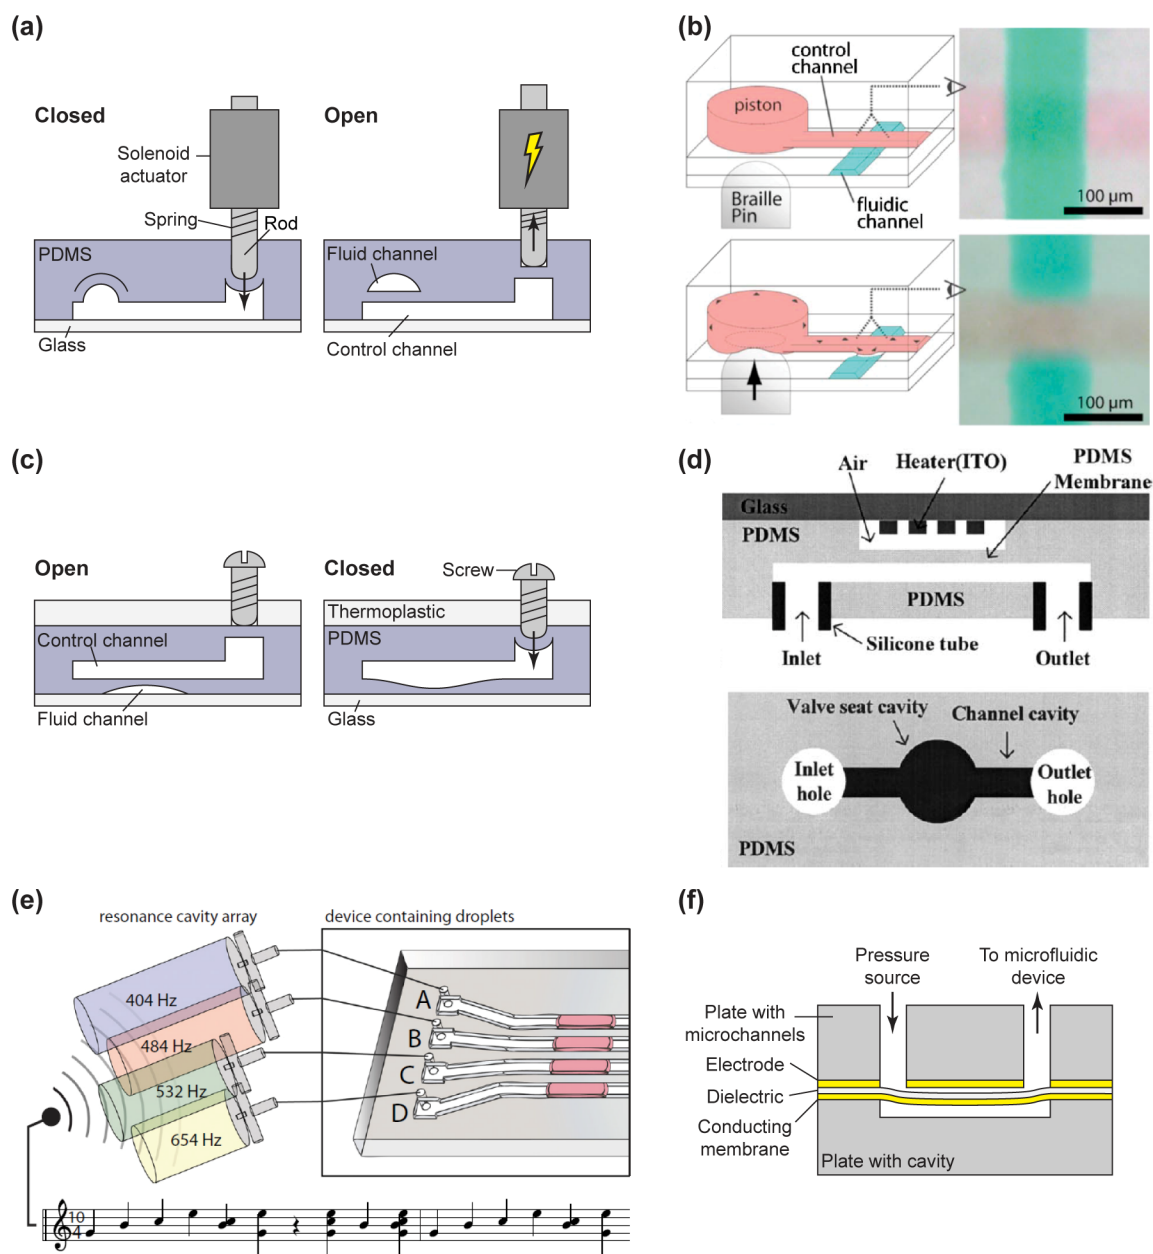 (a)
Closed
Open
Solenoid
actuator
Spring
Rod
PDMS
Fluid channel
Glass
Control channel
(b)
control
channel
piston
Braille
Pin
fluidic
channel
100 µm
100 µm
(c)
Open
Closed
Screw
Thermoplastic
Control channel
PDMS
Fluid channel
Glass
(d)
Air
Heater(ITO)
PDMS
Membrane
Glass
PDMS
PDMS
Silicone tube
Inlet
Outlet
Valve seat cavity
Channel cavity
Inlet
hole
Outlet
hole
PDMS
(e)
resonance cavity array
device containing droplets
404 Hz
484 Hz
532 Hz
654 Hz
A
B
C
D
10
4
(f)
Pressure
source
To microfluidic
device
Plate with
microchannels
Electrode
Dielectric
Conducting
membrane
Plate with cavity